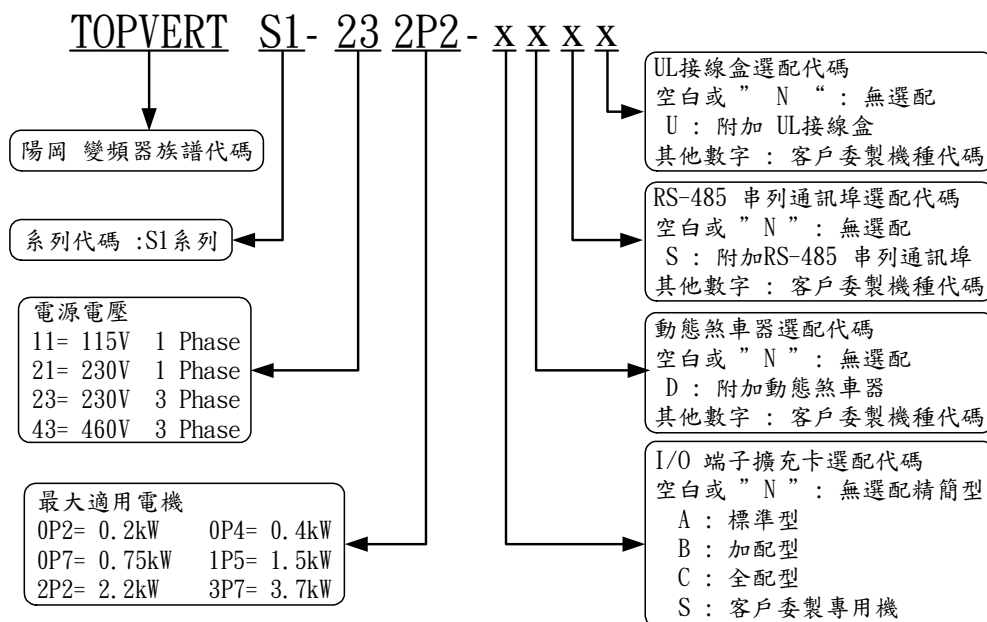 TOPVERT S1- 23 2P2- x x x x
陽岡 變頻器族譜代碼
系列代碼 :S1系列
電源電壓
11= 115V 1 Phase
21= 230V 1 Phase
23= 230V 3 Phase
43= 460V 3 Phase
最大適用電機
0P2= 0.2kW 0P4= 0.4kW
0P7= 0.75kW 1P5= 1.5kW
2P2= 2.2kW 3P7= 3.7kW
UL接線盒選配代碼
空白或 ” N “ : 無選配
U : 附加 UL接線盒
其他數字 : 客戶委製機種代碼
RS-485 串列通訊埠選配代碼
空白或 ” N ” : 無選配
S : 附加RS-485 串列通訊埠
其他數字 : 客戶委製機種代碼
動態煞車器選配代碼
空白或 ” N ” : 無選配
D : 附加動態煞車器
其他數字 : 客戶委製機種代碼
I/O 端子擴充卡選配代碼
空白或 ” N ” : 無選配精簡型
A : 標準型
B : 加配型
C : 全配型
S : 客戶委製專用機